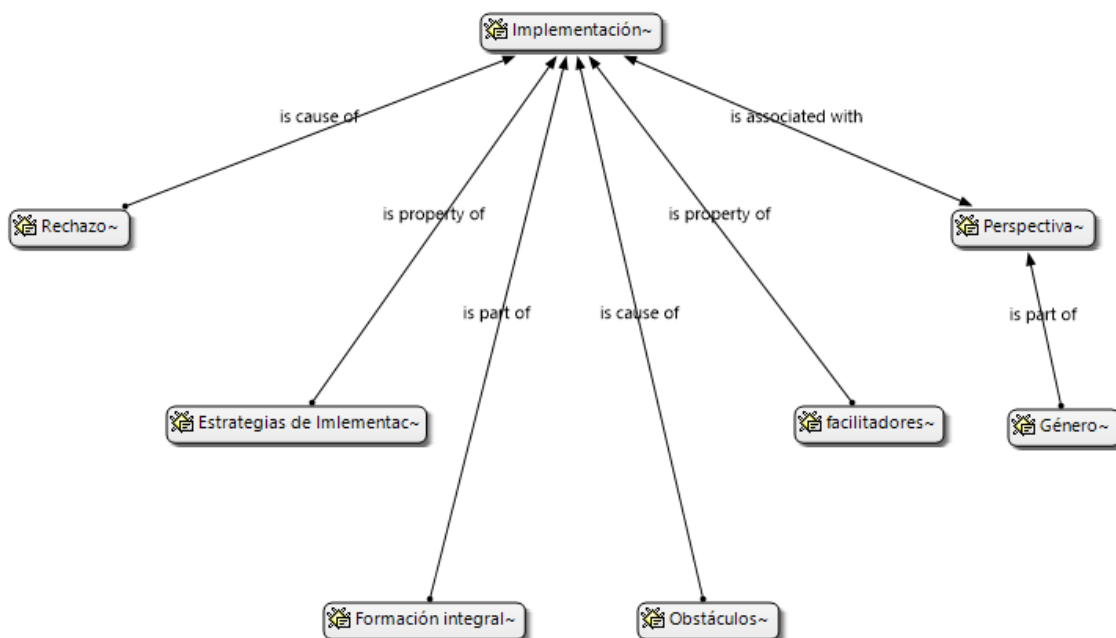 Implementación~
is cause of
is associated with
Rechazo~
is property of
is property of
Perspectiva~
is part of
is cause of
is part of
Estrategias de Imlementac~
facilitadores~
Género~
Formación integral~
Obstáculos~